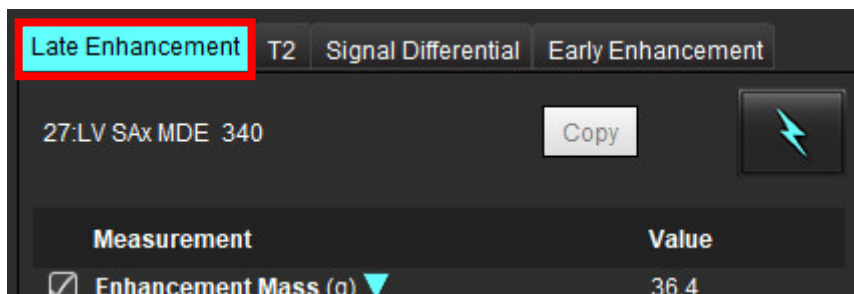 Late Enhancement T2 Signal Differential Early Enhancement
27:LV SAx MDE 340 Copy
Measurement Value
Enhancement Mass (g) 36.4